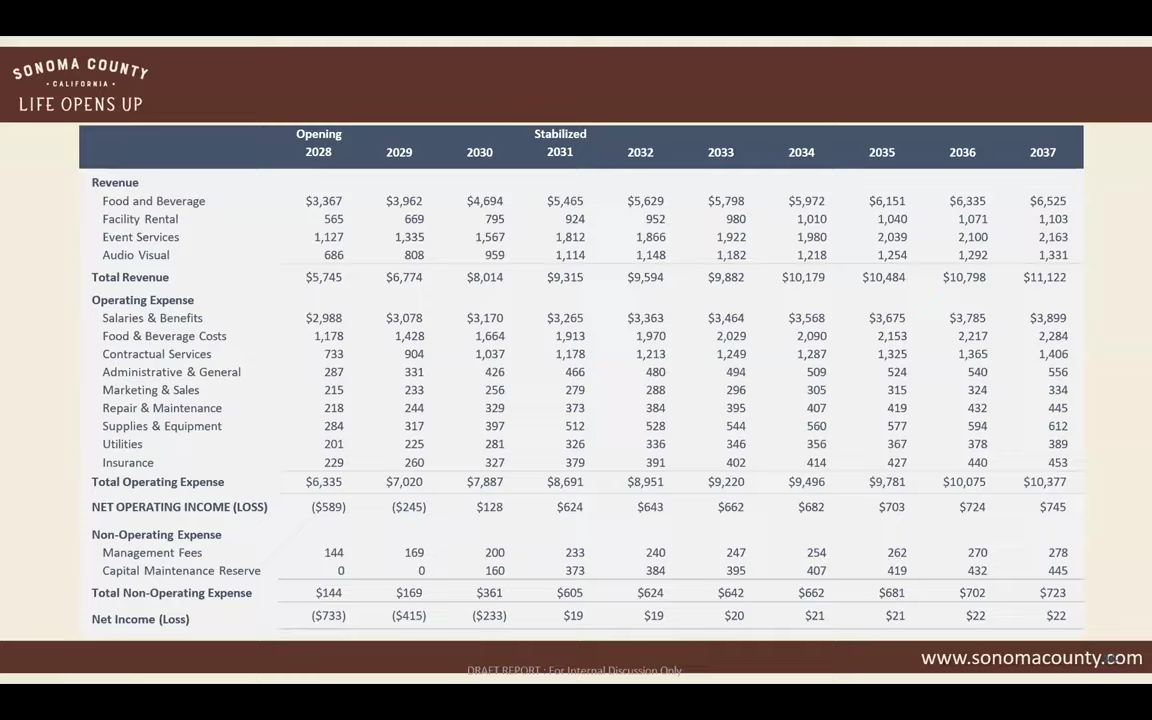 SONOMA COUNTY
• CALIFORNIA •
LIFE OPENS UP
Opening Stabilized
2028 2029 2030 2031 2032 2033 2034 2035 2036 2037
Revenue
Food and Beverage $3,367 $3,962 $4,694 $5,465 $5,629 $5,798 $5,972 $6,151 $6,335 $6,525
Facility Rental 565 669 795 924 952 980 1,010 1,040 1,071 1,103
Event Services 1,127 1,335 1,567 1,812 1,866 1,922 1,980 2,039 2,100 2,163
Audio Visual 686 808 959 1,114 1,148 1,182 1,218 1,254 1,292 1,331
Total Revenue $5,745 $6,774 $8,014 $9,315 $9,594 $9,882 $10,179 $10,484 $10,798 $11,122
Operating Expense
Salaries & Benefits $2,988 $3,078 $3,170 $3,265 $3,363 $3,464 $3,568 $3,675 $3,785 $3,899
Food & Beverage Costs 1,178 1,428 1,664 1,913 1,970 2,029 2,090 2,153 2,217 2,284
Contractual Services 733 904 1,037 1,178 1,213 1,249 1,287 1,325 1,365 1,406
Administrative & General 287 331 426 466 480 494 509 524 540 556
Marketing & Sales 215 233 256 279 288 296 305 315 324 334
Repair & Maintenance 218 244 329 373 384 395 407 419 432 445
Supplies & Equipment 284 317 397 512 528 544 560 577 594 612
Utilities 201 225 281 326 336 346 356 367 378 389
Insurance 229 260 327 379 391 402 414 427 440 453
Total Operating Expense $6,335 $7,020 $7,887 $8,691 $8,951 $9,220 $9,496 $9,781 $10,075 $10,377
NET OPERATING INCOME (LOSS) ($589) ($245) $128 $624 $643 $662 $682 $703 $724 $745
Non-Operating Expense
Management Fees 144 169 200 233 240 247 254 262 270 278
Capital Maintenance Reserve 0 0 160 373 384 395 407 419 432 445
Total Non-Operating Expense $144 $169 $361 $605 $624 $642 $662 $681 $702 $723
Net Income (Loss) ($733) ($415) ($233) $19 $19 $20 $21 $21 $22 $22
www.sonomacounty.com
DRAFT REPORT : For Internal Discussion Only